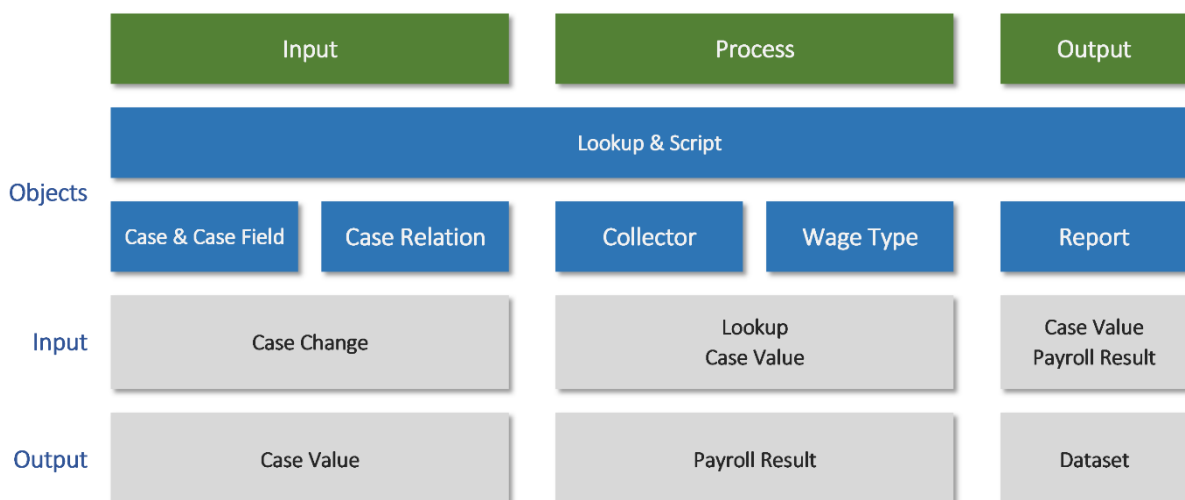 Input
Process
Output
Lookup & Script
Objects
Case & Case Field
Case Relation
Collector
Wage Type
Report
Input
Case Change
Lookup
Case Value
Case Value
Payroll Result
Output
Case Value
Payroll Result
Dataset